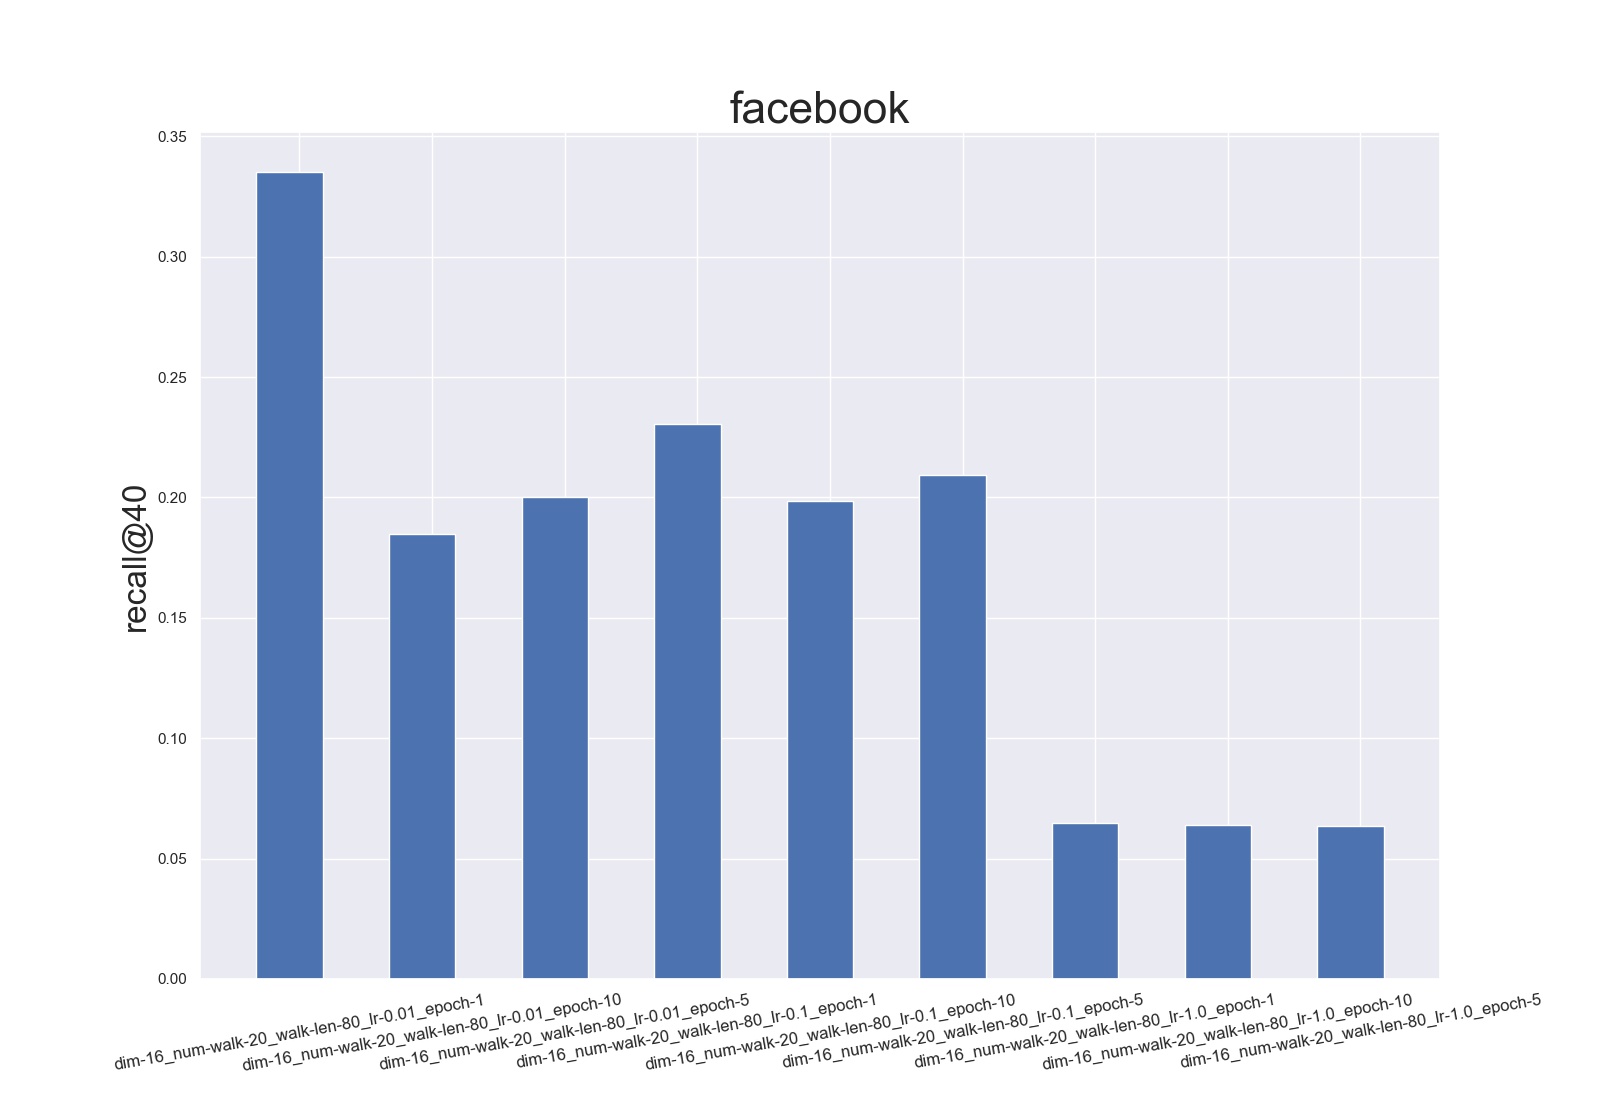 facebook
recall@40
0.35
0.30
0.25
0.20
0.15
0.10
0.05
0.00
dim-16_num-walk-20_walk-len-80_lr-0.01_epoch-1
dim-16_num-walk-20_walk-len-80_lr-0.01_epoch-10
dim-16_num-walk-20_walk-len-80_lr-0.01_epoch-5
dim-16_num-walk-20_walk-len-80_lr-0.1_epoch-1
dim-16_num-walk-20_walk-len-80_lr-0.1_epoch-10
dim-16_num-walk-20_walk-len-80_lr-0.1_epoch-5
dim-16_num-walk-20_walk-len-80_lr-1.0_epoch-1
dim-16_num-walk-20_walk-len-80_lr-1.0_epoch-10
dim-16_num-walk-20_walk-len-80_lr-1.0_epoch-5